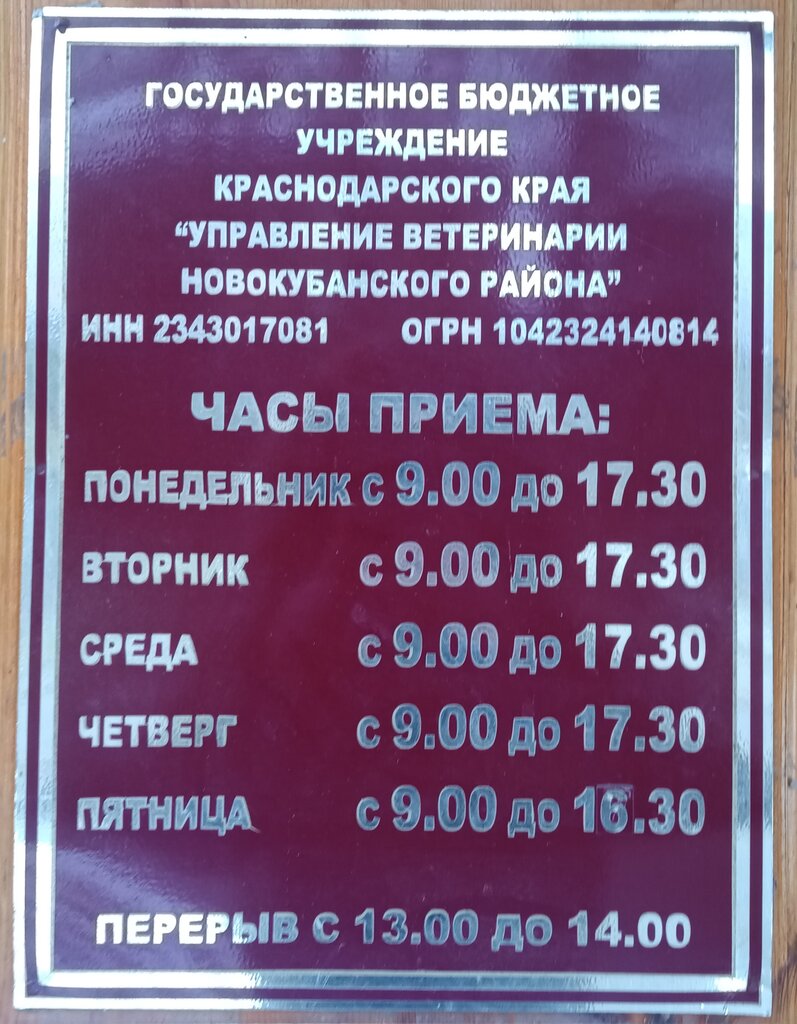 ГОСУДАРСТВЕННОЕ БЮДЖЕТНОЕ
УЧРЕЖДЕНИЕ
КРАСНОДАРСКОГО КРАЯ
“УПРАВЛЕНИЕ ВЕТЕРИНАРИИ
НОВОКУБАНСКОГО РАЙОНА”
ИНН 2343017081 ОГРН 1042324140814
ЧАСЫ ПРИЕМА:
ПОНЕДЕЛЬНИК с 9.00 до 17.30
ВТОРНИК с 9.00 до 17.30
СРЕДА с 9.00 до 17.30
ЧЕТВЕРГ с 9.00 до 17.30
ПЯТНИЦА с 9.00 до 16.30
ПЕРЕРЫВ С 13.00 до 14.00